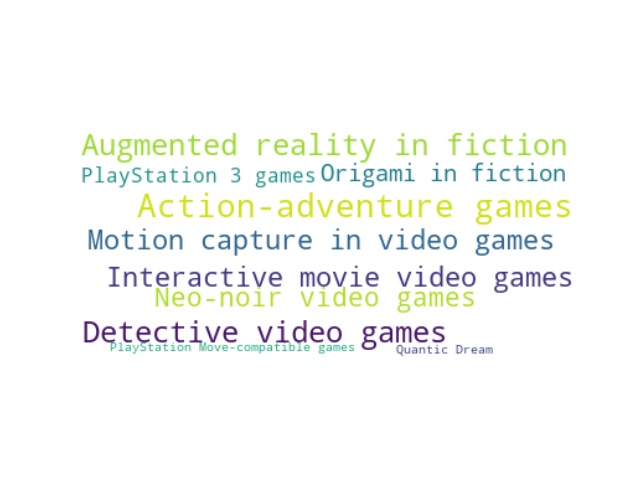 Augmented reality in fiction
PlayStation 3 games Origami in fiction
Action-adventure games
Motion capture in video games
Interactive movie video games
Neo-noir video games
Detective video games
PlayStation Move-compatible games Quantic Dream